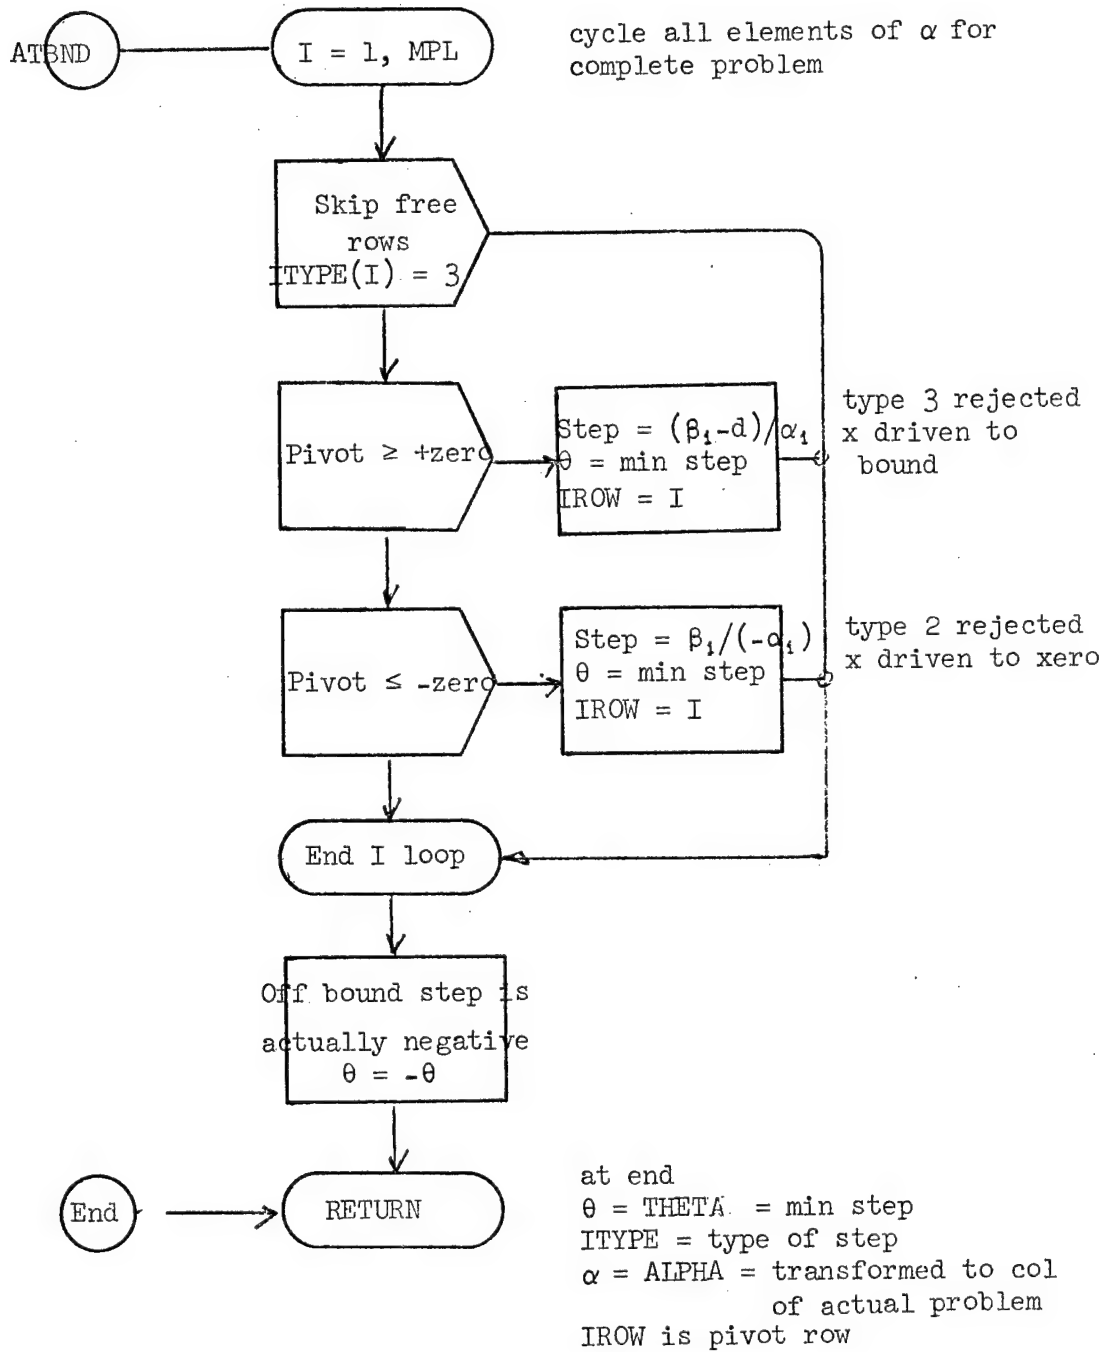 ATBND
I = 1, MPL
cycle all elements of α for
complete problem
Skip free
rows
ITYPE(I) = 3
Pivot ≥ +zero
Step = (β₁-d)/α₁
θ = min step
IROW = I
type 3 rejected
x driven to
bound
Pivot ≤ -zero
Step = β₁/(-α₁)
θ = min step
IROW = I
type 2 rejected
x driven to xero
End I loop
Off bound step is
actually negative
θ = -θ
End
RETURN
at end
θ = THETA = min step
ITYPE = type of step
α = ALPHA = transformed to col
of actual problem
IROW is pivot row